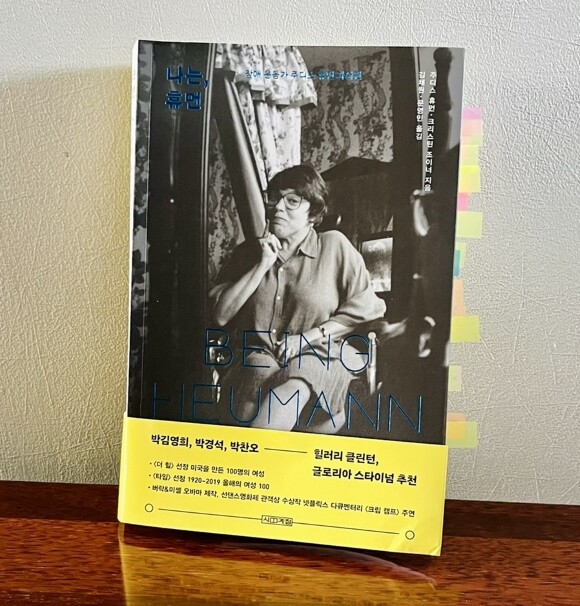 나는,
휴먼
장애 운동가 주디스 휴먼 자서전
주디스 휴먼·크리스틴 조이너 지음
김채원·문영민 옮김
BEING
HEUMANN
박김영희, 박경석, 박찬오
힐러리 클린턴,
글로리아 스타이넘 추천
• <더 힐> 선정 미국을 만든 100명의 여성
• <타임> 선정 1920-2019 올해의 여성 100
• 버락&미셸 오바마 제작, 선댄스영화제 관객상 수상작 넷플릭스 다큐멘터리 <크립 캠프> 주연